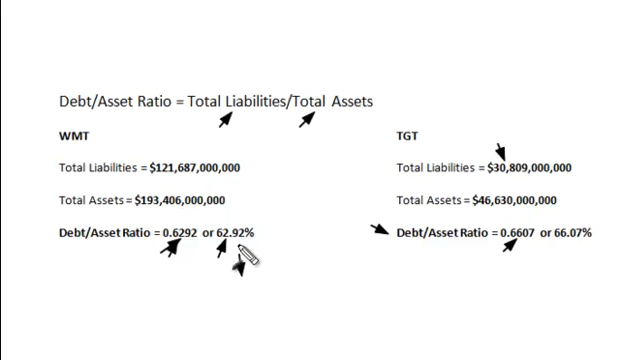 Debt/Asset Ratio = Total Liabilities/Total Assets
WMT
Total Liabilities = $121,687,000,000
Total Assets = $193,406,000,000
Debt/Asset Ratio = 0.6292 or 62.92%
TGT
Total Liabilities = $30,809,000,000
Total Assets = $46,630,000,000
Debt/Asset Ratio = 0.6607 or 66.07%